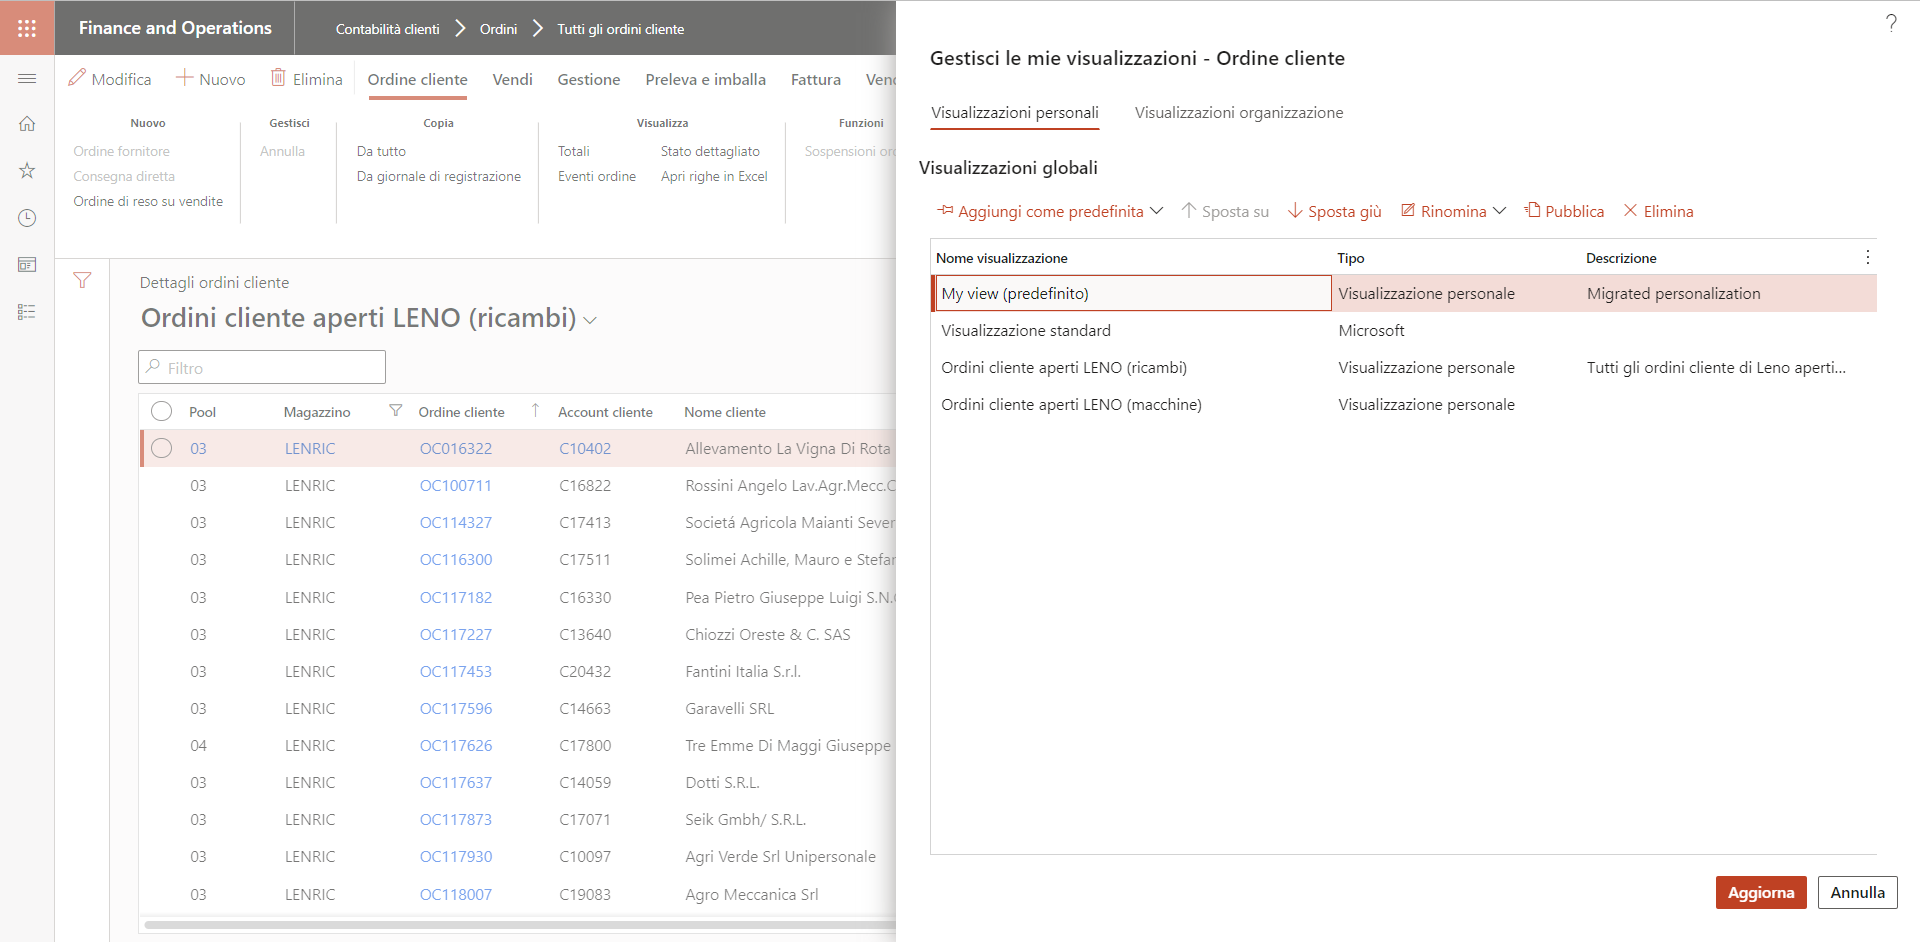 Finance and Operations
Contabilità clienti
Ordini
Tutti gli ordini cliente
Modifica
Nuovo
Elimina
Ordine cliente
Vendi
Gestione
Preleva e imballa
Fattura
Nuovo
Ordine fornitore
Consegna diretta
Ordine di reso su vendite
Gestisci
Annulla
Copia
Da tutto
Da giornale di registrazione
Visualizza
Totali
Stato dettagliato
Eventi ordine
Apri righe in Excel
Funzioni
Sospensioni
Dettagli ordini cliente
Ordini cliente aperti LENO (ricambi)
Filtro
Pool Magazzino Ordine cliente Account cliente Nome cliente
03 LENRIC OC016322 C10402 Allevamento La Vigna Di Rota
03 LENRIC OC100711 C16822 Rossini Angelo Lav.Agr.Mecc.C
03 LENRIC OC114327 C17413 Societá Agricola Maianti Sever
03 LENRIC OC116300 C17511 Solimei Achille, Mauro e Stefan
03 LENRIC OC117182 C16330 Pea Pietro Giuseppe Luigi S.N.C
03 LENRIC OC117227 C13640 Chiozzi Oreste & C. SAS
03 LENRIC OC117453 C20432 Fantini Italia S.r.l.
03 LENRIC OC117596 C14663 Garavelli SRL
04 LENRIC OC117626 C17800 Tre Emme Di Maggi Giuseppe
03 LENRIC OC117637 C14059 Dotti S.R.L.
03 LENRIC OC117873 C17071 Seik Gmbh/ S.R.L.
03 LENRIC OC117930 C10097 Agri Verde Srl Unipersonale
03 LENRIC OC118007 C19083 Agro Meccanica Srl
?
Gestisci le mie visualizzazioni - Ordine cliente
Visualizzazioni personali
Visualizzazioni organizzazione
Visualizzazioni globali
Aggiungi come predefinita
Sposta su
Sposta giù
Rinomina
Pubblica
Elimina
Nome visualizzazione Tipo Descrizione
My view (predefinito) Visualizzazione personale Migrated personalization
Visualizzazione standard Microsoft
Ordini cliente aperti LENO (ricambi) Visualizzazione personale Tutti gli ordini cliente di Leno aperti...
Ordini cliente aperti LENO (macchine) Visualizzazione personale
Aggiorna
Annulla